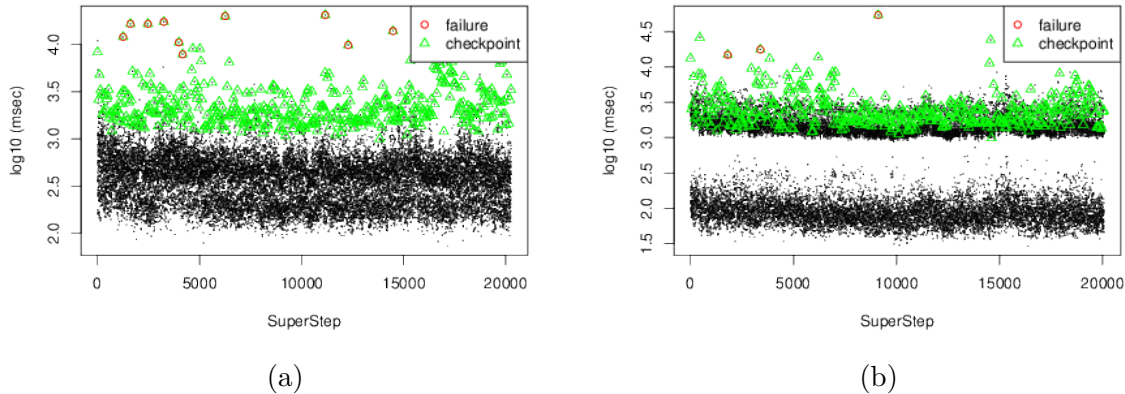 failure
checkpoint
log10 (msec)
4.0
3.5
3.0
2.5
2.0
0 5000 10000 15000 20000
SuperStep
(a)
failure
checkpoint
log10 (msec)
4.5
4.0
3.5
3.0
2.5
2.0
1.5
0 5000 10000 15000 20000
SuperStep
(b)